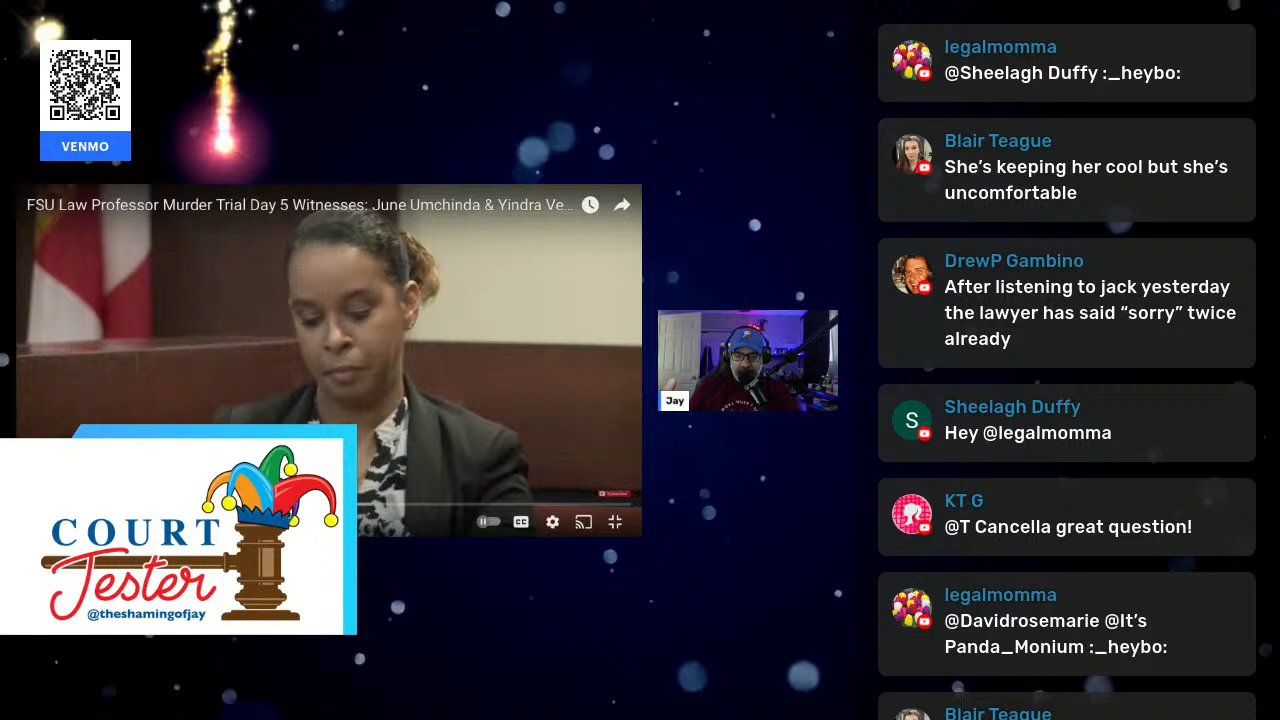 VENMO
FSU Law Professor Murder Trial Day 5 Witnesses: June Umchinda & Yindra Ve...
CC
Jay
COURT
Jester
@theshamingofjay
legalmomma
@Sheelagh Duffy :_heybo:
Blair Teague
She’s keeping her cool but she’s
uncomfortable
DrewP Gambino
After listening to jack yesterday
the lawyer has said “sorry” twice
already
S
Sheelagh Duffy
Hey @legalmomma
KT G
@T Cancella great question!
legalmomma
@Davidrosemarie @It’s
Panda_Monium :_heybo:
Blair Teague